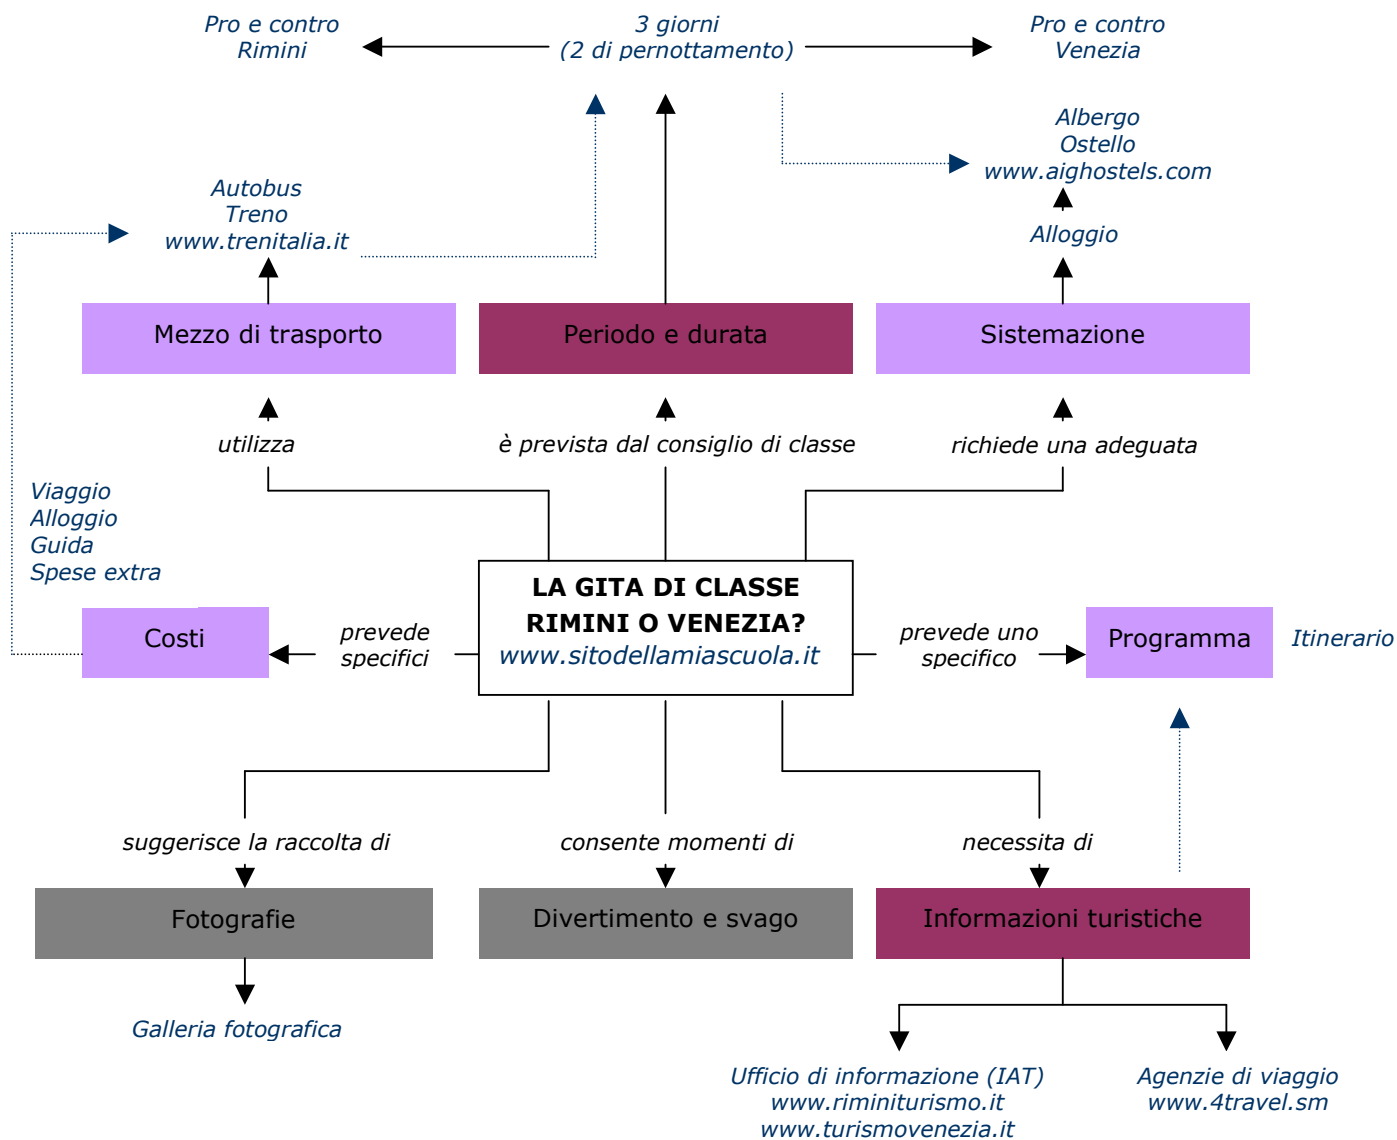 Pro e contro
Rimini
3 giorni
(2 di pernottamento)
Pro e contro
Venezia
Albergo
Ostello
www.aighostels.com
Autobus
Treno
www.trenitalia.it
Alloggio
Mezzo di trasporto
Periodo e durata
Sistemazione
utilizza
è prevista dal consiglio di classe
richiede una adeguata
Viaggio
Alloggio
Guida
Spese extra
LA GITA DI CLASSE
RIMINI O VENEZIA?
www.sitodellamiascuola.it
Costi
prevede
specifici
prevede uno
specifico
Programma
Itinerario
suggerisce la raccolta di
consente momenti di
necessita di
Fotografie
Divertimento e svago
Informazioni turistiche
Galleria fotografica
Ufficio di informazione (IAT)
www.riminiturismo.it
www.turismovenezia.it
Agenzie di viaggio
www.4travel.sm